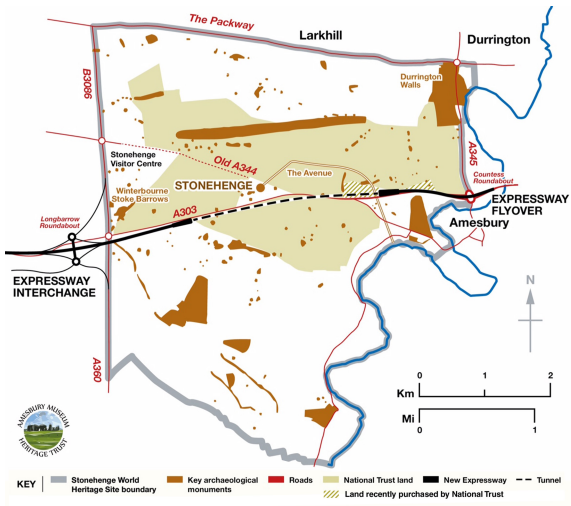 The Packway
Larkhill
Durrington
B3086
Durrington
Walls
A345
Stonehenge
Visitor Centre
Old A344
The Avenue
Countess
Roundabout
Winterbourne
Stoke Barrows
STONEHENGE
EXPRESSWAY
FLYOVER
Longbarrow
Roundabout
A303
Amesbury
EXPRESSWAY
INTERCHANGE
N
A360
0 1 2
Km
Mi
0 1
AMESBURY MUSEUM
HERITAGE TRUST
KEY
Stonehenge World
Heritage Site boundary
Key archaeological
monuments
Roads
National Trust land
New Expressway
Tunnel
Land recently purchased by National Trust